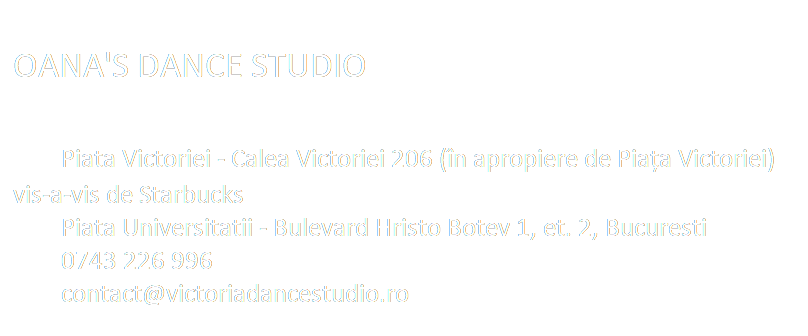 OANA'S DANCE STUDIO
Piata Victoriei - Calea Victoriei 206 (în apropiere de Piața Victoriei)
vis-a-vis de Starbucks
Piata Universitatii - Bulevard Hristo Botev 1, et. 2, Bucuresti
0743 226 996
contact@victoriadancestudio.ro